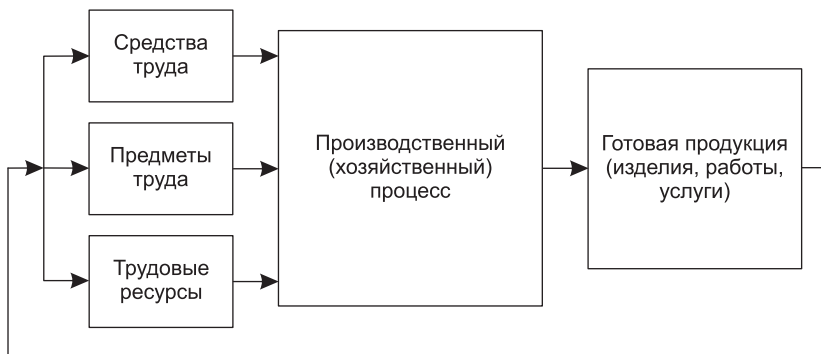 Средства
труда
Предметы
труда
Трудовые
ресурсы
Производственный
(хозяйственный)
процесс
Готовая продукция
(изделия, работы,
услуги)